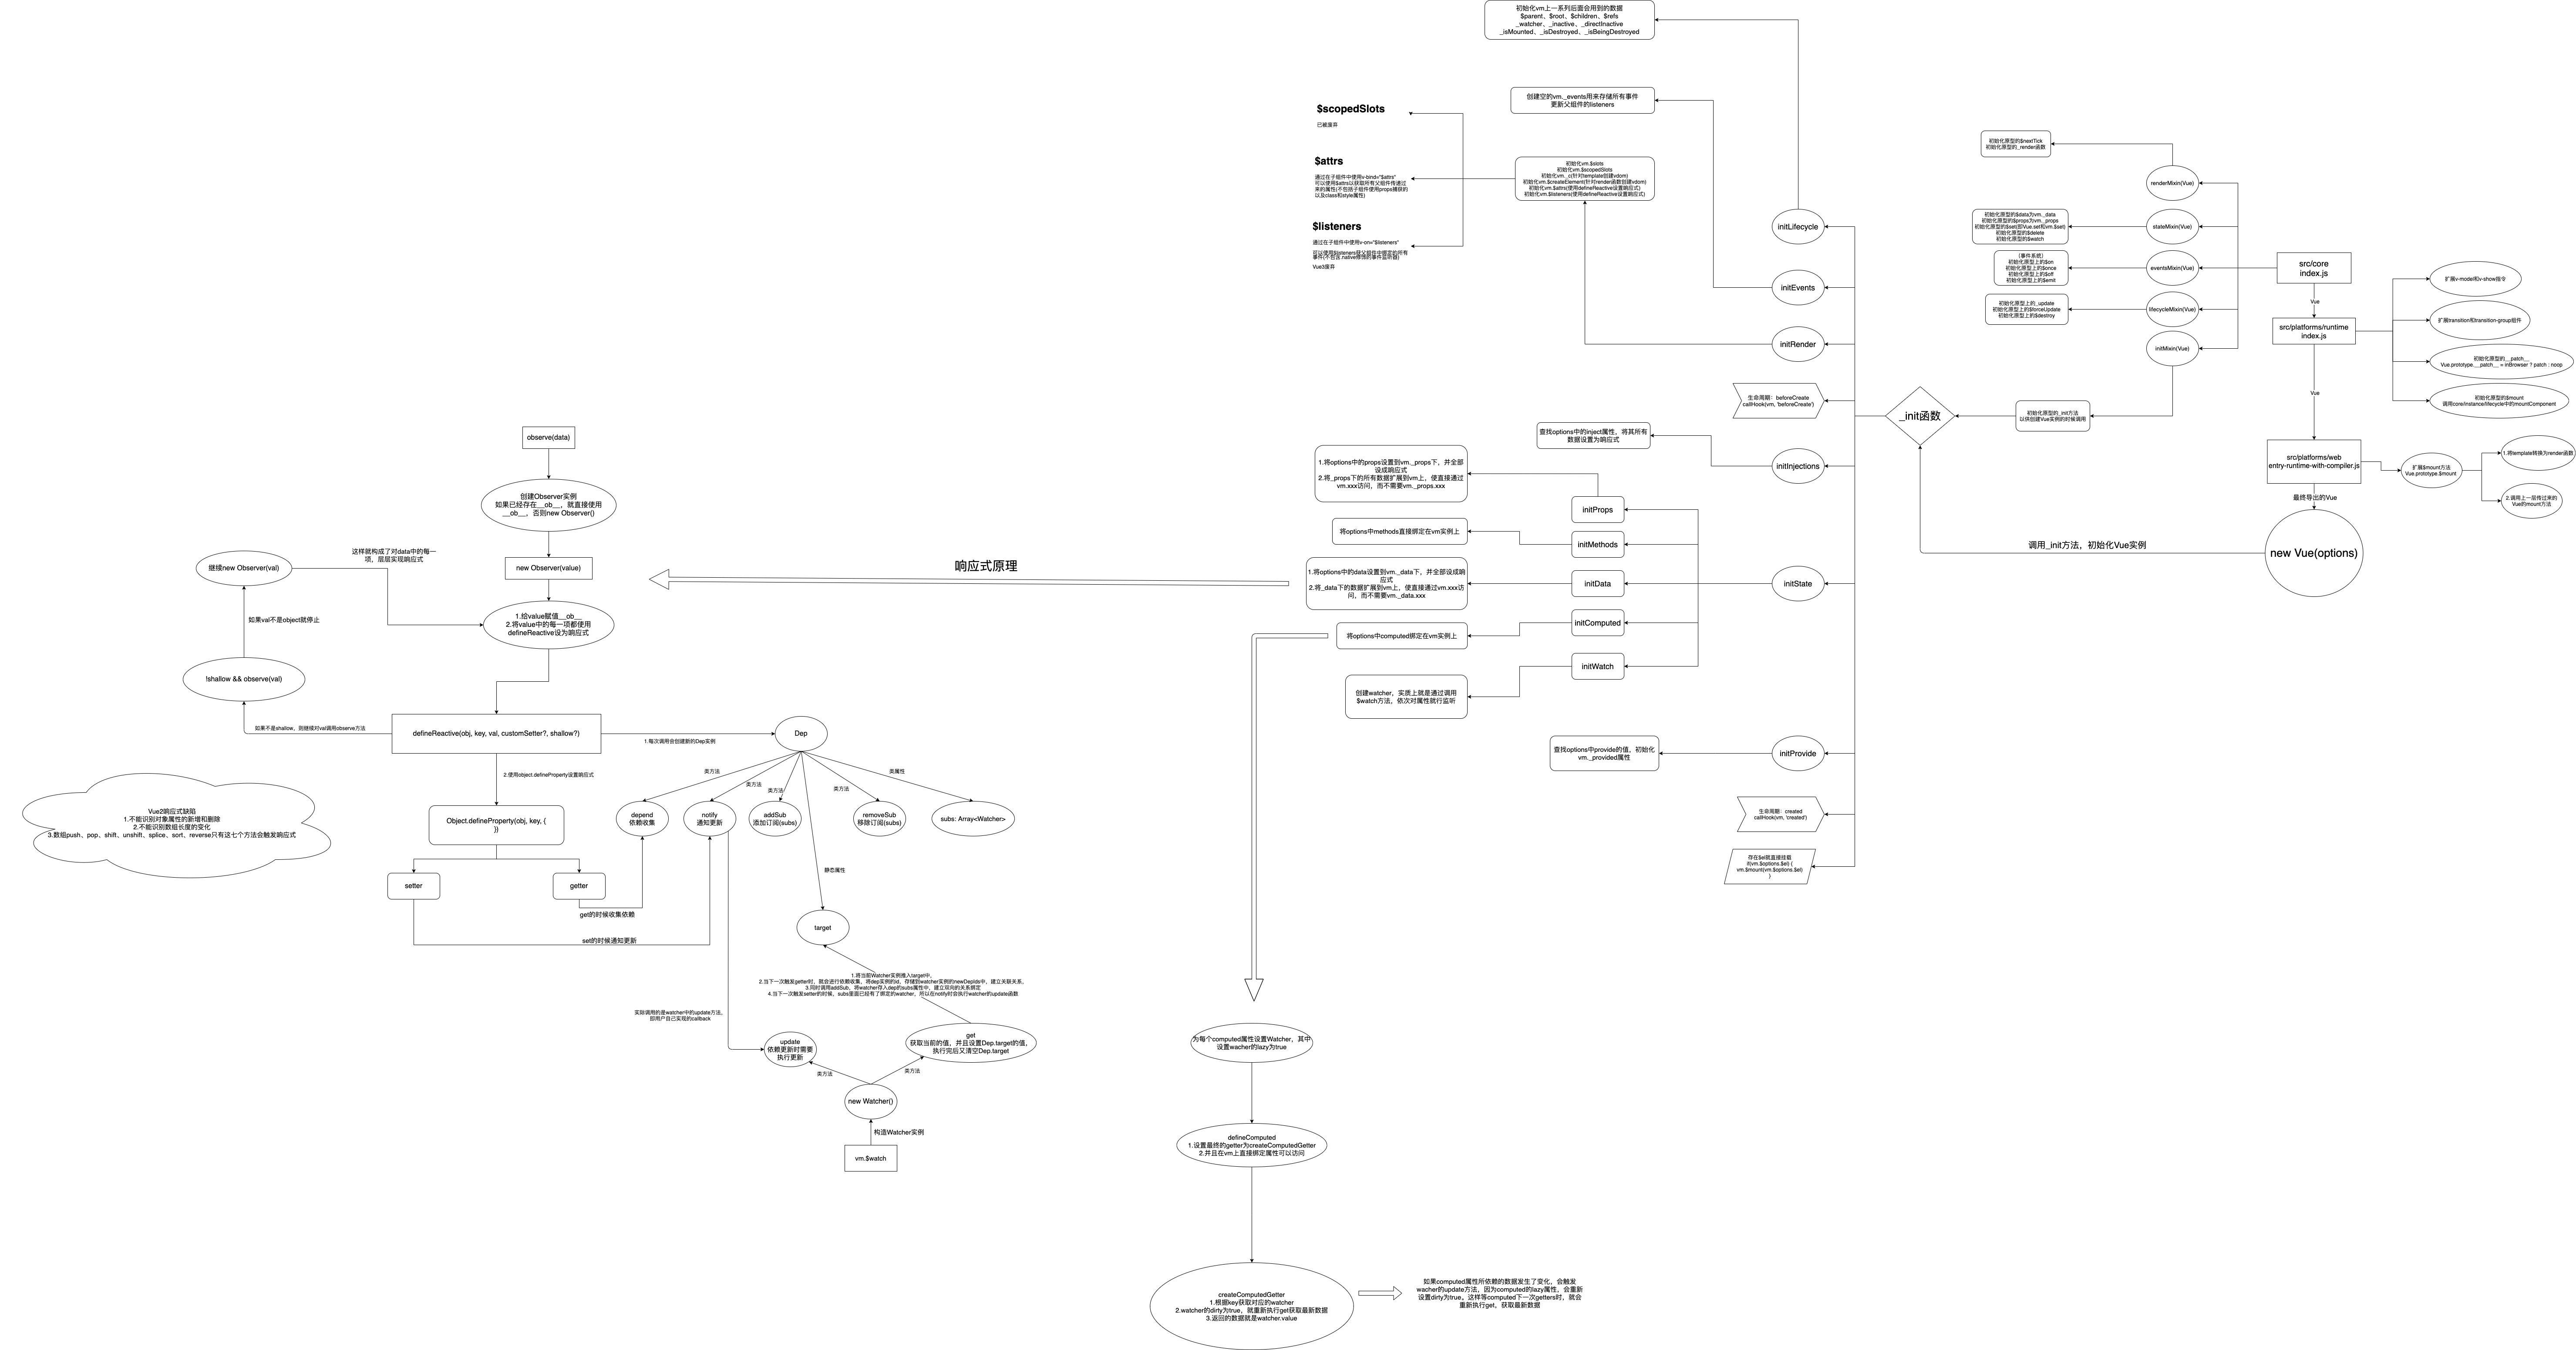 初始化vm上一系列后面会用到的数据
$parent、$root、$children、$refs
_watcher、_inactive、_directInactive
_isMounted、_isDestroyed、_isBeingDestroyed
创建空的vm._events用来存储所有事件
更新父组件的listeners
$scopedSlots
已被废弃
$attrs
通过在子组件中使用v-bind="$attrs"
可以使用$attrs以获取所有父组件传递过
来的属性(不包括子组件使用props捕获的
以及class和style属性)
$listeners
通过在子组件中使用v-on="$listeners"
可以使用$listeners获父组件中绑定的所有
事件(不包含.native修饰的事件监听器)
Vue3废弃
初始化vm.$slots
初始化vm.$scopedSlots
初始化vm._c(针对template创建vdom)
初始化vm.$createElement(针对render函数创建vdom)
初始化vm.$attrs(使用defineReactive设置响应式)
初始化vm.$listeners(使用defineReactive设置响应式)
initLifecycle
initEvents
initRender
生命周期：beforeCreate
callHook(vm, 'beforeCreate')
查找options中的inject属性，将其所有
数据设置为响应式
initInjections
1.将options中的props设置到vm._props下，并全部
设成响应式
2.将_props下的所有数据扩展到vm上，使直接通过
vm.xxx访问，而不需要vm._props.xxx
initProps
将options中methods直接绑定在vm实例上
initMethods
1.将options中的data设置到vm._data下，并全部设成响
应式
2.将_data下的数据扩展到vm上，使直接通过vm.xxx访
问，而不需要vm._data.xxx
initData
initState
将options中computed绑定在vm实例上
initComputed
initWatch
创建watcher，实质上就是通过调用
$watch方法，依次对属性就行监听
查找options中provide的值，初始化
vm._provided属性
initProvide
生命周期：created
callHook(vm, 'created')
存在$el就直接挂载
if(vm.$options.$el) {
vm.$mount(vm.$options.$el)
}
_init函数
初始化原型的$nextTick
初始化原型的_render函数
renderMixin(Vue)
初始化原型的$data为vm._data
初始化原型的$props为vm._props
初始化原型的$set(即Vue.set和vm.$set)
初始化原型的$delete
初始化原型的$watch
stateMixin(Vue)
（事件系统）
初始化原型上的$on
初始化原型上的$once
初始化原型上的$off
初始化原型上的$emit
eventsMixin(Vue)
初始化原型上的_update
初始化原型上的$forceUpdate
初始化原型上的$destroy
lifecycleMixin(Vue)
initMixin(Vue)
初始化原型的_init方法
以供创建Vue实例的时候调用
src/core
index.js
Vue
src/platforms/runtime
index.js
扩展v-model和v-show指令
扩展transition和transition-group组件
初始化原型的__patch__
Vue.prototype.__patch__ = inBrowser ? patch : noop
初始化原型的$mount
调用core/instance/lifecycle中的mountComponent
Vue
src/platforms/web
entry-runtime-with-compiler.js
扩展$mount方法
Vue.prototype.$mount
1.将template转换为render函数
2.调用上一层传过来的
Vue的mount方法
最终导出的Vue
new Vue(options)
调用_init方法，初始化Vue实例
响应式原理
observe(data)
创建Observer实例
如果已经存在__ob__，就直接使用
__ob__，否则new Observer()
new Observer(value)
1.给value赋值__ob__
2.将value中的每一项都使用
defineReactive设为响应式
继续new Observer(val)
这样就构成了对data中的每一
项，层层实现响应式
如果val不是object就停止
!shallow && observe(val)
如果不是shallow，则继续对val调用observe方法
defineReactive(obj, key, val, customSetter?, shallow?)
1.每次调用会创建新的Dep实例
Dep
2.使用object.defineProperty设置响应式
Object.defineProperty(obj, key, {
})
setter
getter
get的时候收集依赖
set的时候通知更新
Vue2响应式缺陷
1.不能识别对象属性的新增和删除
2.不能识别数组长度的变化
3.数组push、pop、shift、unshift、splice、sort、reverse只有这七个方法会触发响应式
类方法
类方法
类方法
类方法
类属性
depend
依赖收集
notify
通知更新
addSub
添加订阅(subs)
removeSub
移除订阅(subs)
subs: Array<Watcher>
静态属性
target
1.将当前Watcher实例推入target中。
2.当下一次触发getter时，就会进行依赖收集，将dep实例的id，存储到watcher实例的newDepIds中，建立关联关系。
3.同时调用addSub，将watcher存入dep的subs属性中，建立双向的关系绑定
4.当下一次触发setter的时候，subs里面已经有了绑定的watcher，所以在notify时会执行watcher的update函数
实际调用的是watcher中的update方法，
即用户自己实现的callback
update
依赖更新时需要
执行更新
get
获取当前的值，并且设置Dep.target的值，
执行完后又清空Dep.target
类方法
类方法
new Watcher()
构造Watcher实例
vm.$watch
为每个computed属性设置Watcher，其中
设置wacher的lazy为true
defineComputed
1.设置最终的getter为createComputedGetter
2.并且在vm上直接绑定属性可以访问
createComputedGetter
1.根据key获取对应的watcher
2.watcher的dirty为true，就重新执行get获取最新数据
3.返回的数据就是watcher.value
如果computed属性所依赖的数据发生了变化，会触发
wacher的update方法，因为computed的lazy属性，会重新
设置dirty为true。这样等computed下一次getters时，就会
重新执行get，获取最新数据